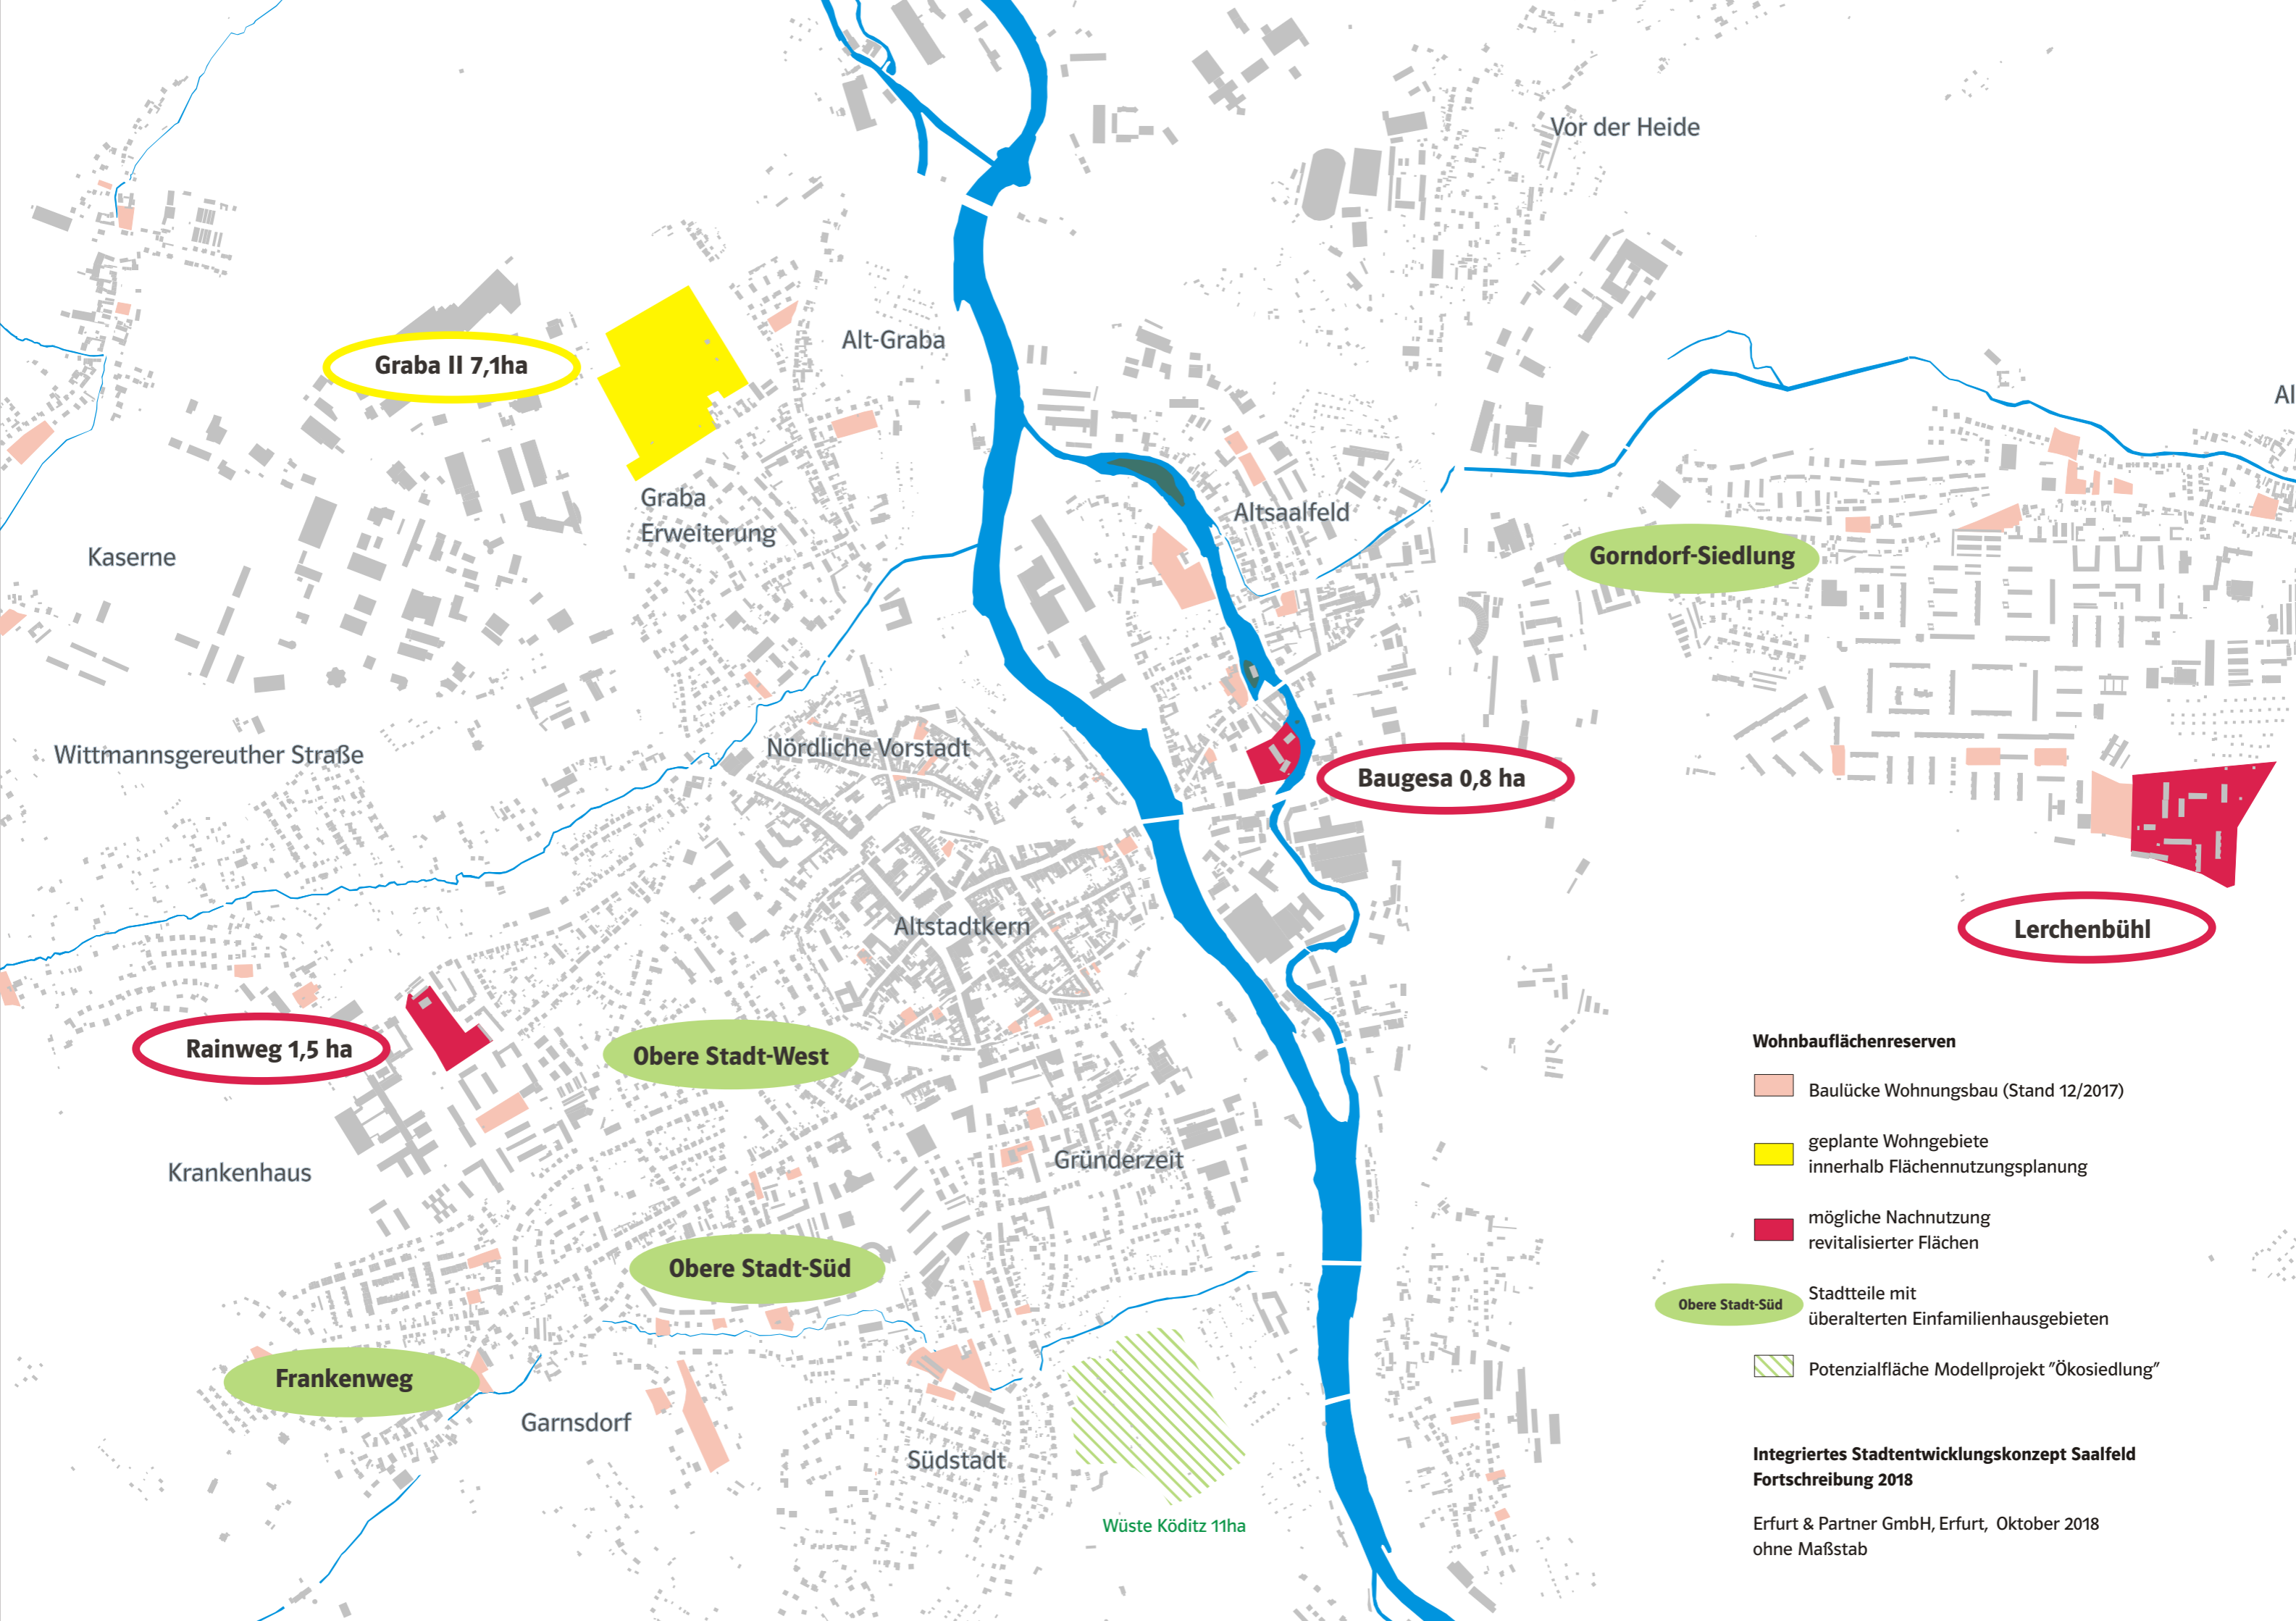 Vor der Heide
Alt-Graba
Graba II 7,1ha
Al
Graba
Erweiterung
Altsaalfeld
Kaserne
Gorndorf-Siedlung
Wittmannsgereuther Straße
Nördliche Vorstadt
Baugesa 0,8 ha
Altstadtkern
Lerchenbühl
Rainweg 1,5 ha
Obere Stadt-West
Krankenhaus
Gründerzeit
Obere Stadt-Süd
Frankenweg
Garnsdorf
Südstadt
Wüste Köditz 11ha
Wohnbauflächenreserven
Baulücke Wohnungsbau (Stand 12/2017)
geplante Wohngebiete
innerhalb Flächennutzungsplanung
mögliche Nachnutzung
revitalisierter Flächen
Obere Stadt-Süd
Stadtteile mit
überalterten Einfamilienhausgebieten
Potenzialfläche Modellprojekt "Ökosiedlung"
Integriertes Stadtentwicklungskonzept Saalfeld
Fortschreibung 2018
Erfurt & Partner GmbH, Erfurt, Oktober 2018
ohne Maßstab